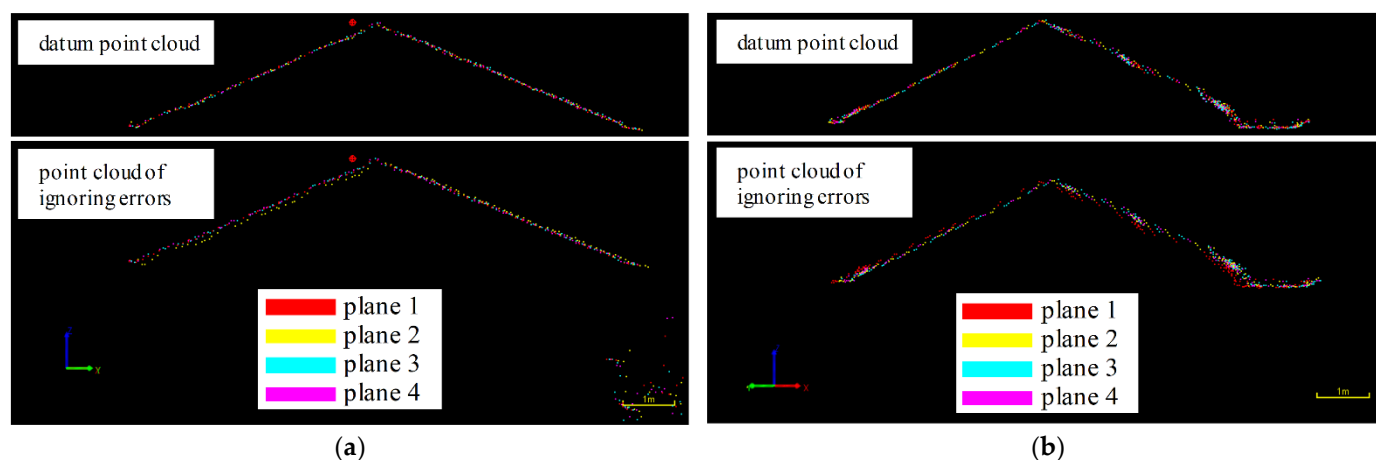 datum point cloud
point cloud of
ignoring errors
plane 1
plane 2
plane 3
plane 4
Y
1m
(a)
datum point cloud
point cloud of
ignoring errors
plane 1
plane 2
plane 3
plane 4
X
1m
(b)